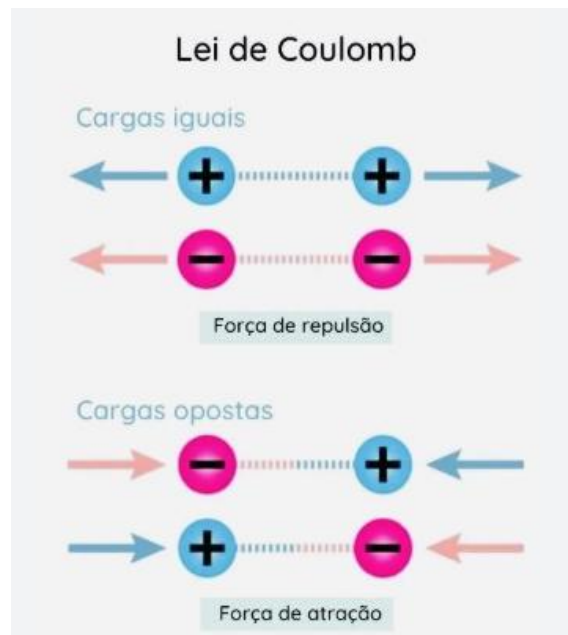 Lei de Coulomb
Cargas iguais
+ +
− −
Força de repulsão
Cargas opostas
− +
+ −
Força de atração